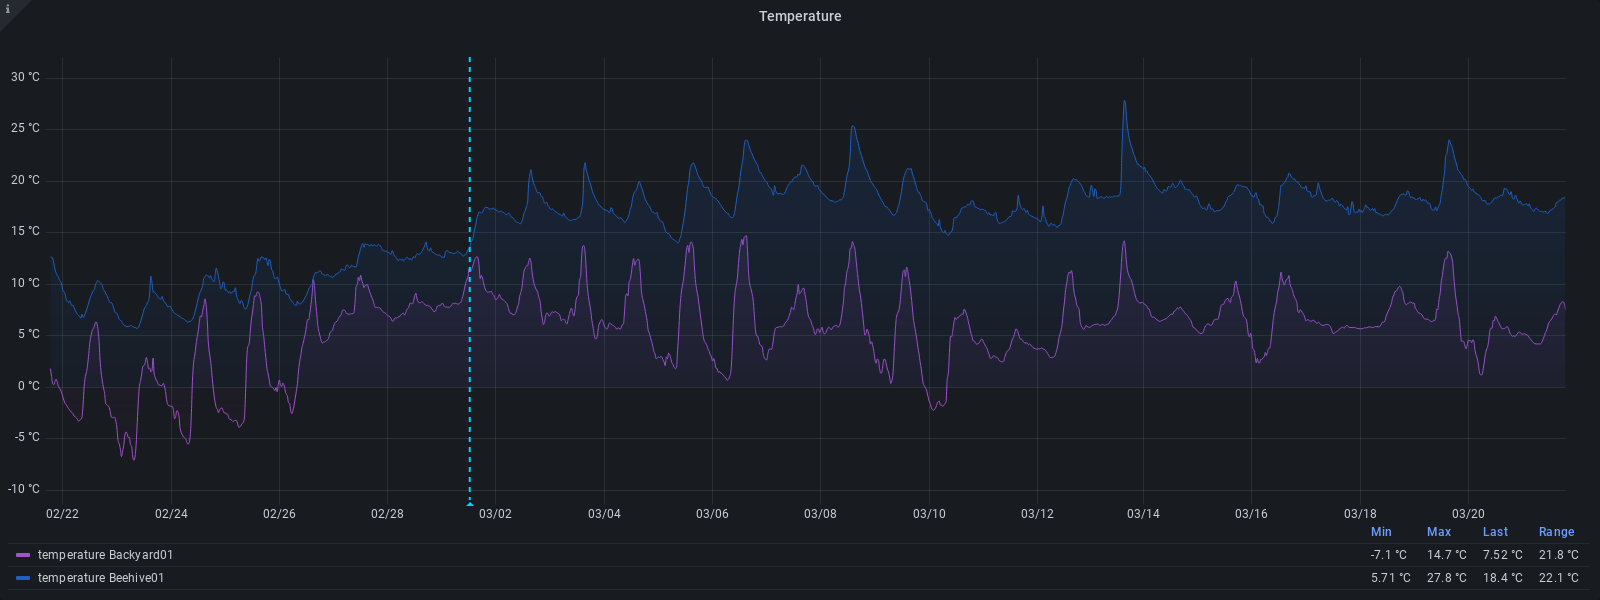 i
Temperature
30 °C
25 °C
20 °C
15 °C
10 °C
5 °C
0 °C
-5 °C
-10 °C
02/22 02/24 02/26 02/28 03/02 03/04 03/06 03/08 03/10 03/12 03/14 03/16 03/18 03/20
Min Max Last Range
temperature Backyard01 -7.1 °C 14.7 °C 7.52 °C 21.8 °C
temperature Beehive01 5.71 °C 27.8 °C 18.4 °C 22.1 °C